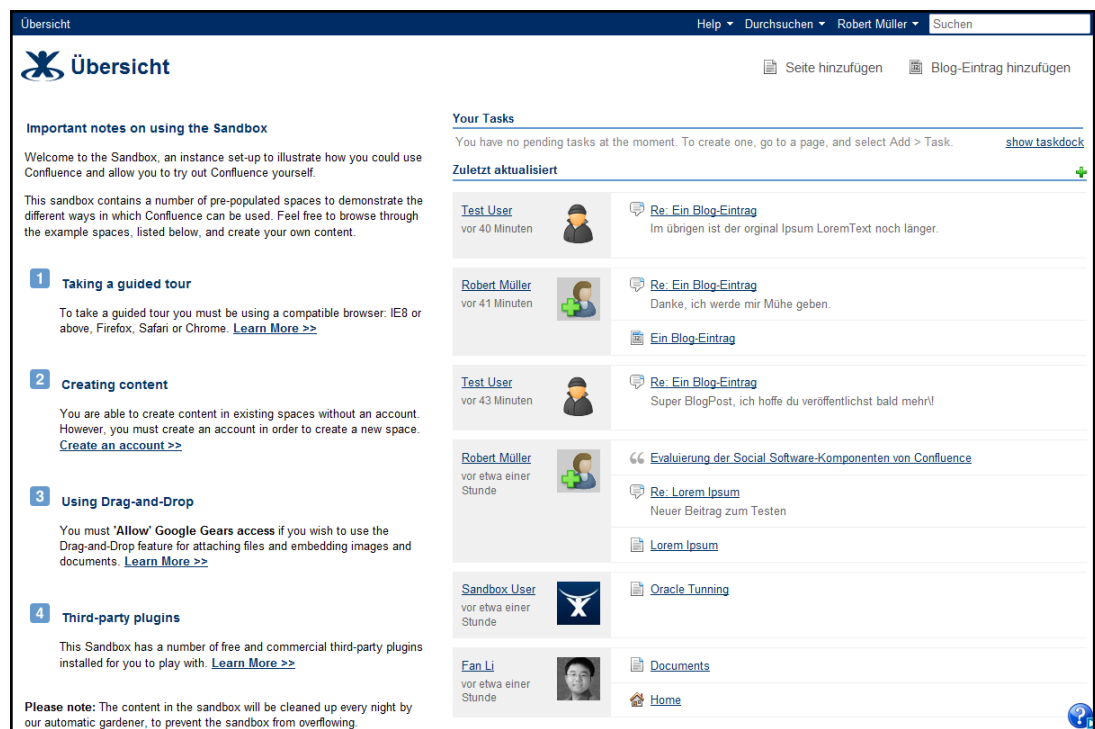 Übersicht
Help Durchsuchen Robert Müller Suchen
Übersicht
Seite hinzufügen Blog-Eintrag hinzufügen
Important notes on using the Sandbox
Welcome to the Sandbox, an instance set-up to illustrate how you could use
Confluence and allow you to try out Confluence yourself.
This sandbox contains a number of pre-populated spaces to demonstrate the
different ways in which Confluence can be used. Feel free to browse through
the example spaces, listed below, and create your own content.
1 Taking a guided tour
To take a guided tour you must be using a compatible browser: IE8 or
above, Firefox, Safari or Chrome. Learn More >>
2 Creating content
You are able to create content in existing spaces without an account.
However, you must create an account in order to create a new space.
Create an account >>
3 Using Drag-and-Drop
You must 'Allow' Google Gears access if you wish to use the
Drag-and-Drop feature for attaching files and embedding images and
documents. Learn More >>
4 Third-party plugins
This Sandbox has a number of free and commercial third-party plugins
installed for you to play with. Learn More >>
Please note: The content in the sandbox will be cleaned up every night by
our automatic gardener, to prevent the sandbox from overflowing.
Your Tasks
You have no pending tasks at the moment. To create one, go to a page, and select Add > Task. show taskdock
Zuletzt aktualisiert
Test User
vor 40 Minuten
Re: Ein Blog-Eintrag
Im übrigen ist der orginal Ipsum LoremText noch länger.
Robert Müller
vor 41 Minuten
Re: Ein Blog-Eintrag
Danke, ich werde mir Mühe geben.
Ein Blog-Eintrag
Test User
vor 43 Minuten
Re: Ein Blog-Eintrag
Super BlogPost, ich hoffe du veröffentlichst bald mehr\!
Robert Müller
vor etwa einer
Stunde
Evaluierung der Social Software-Komponenten von Confluence
Re: Lorem Ipsum
Neuer Beitrag zum Testen
Lorem Ipsum
Sandbox User
vor etwa einer
Stunde
Oracle Tunning
Fan Li
vor etwa einer
Stunde
Documents
Home